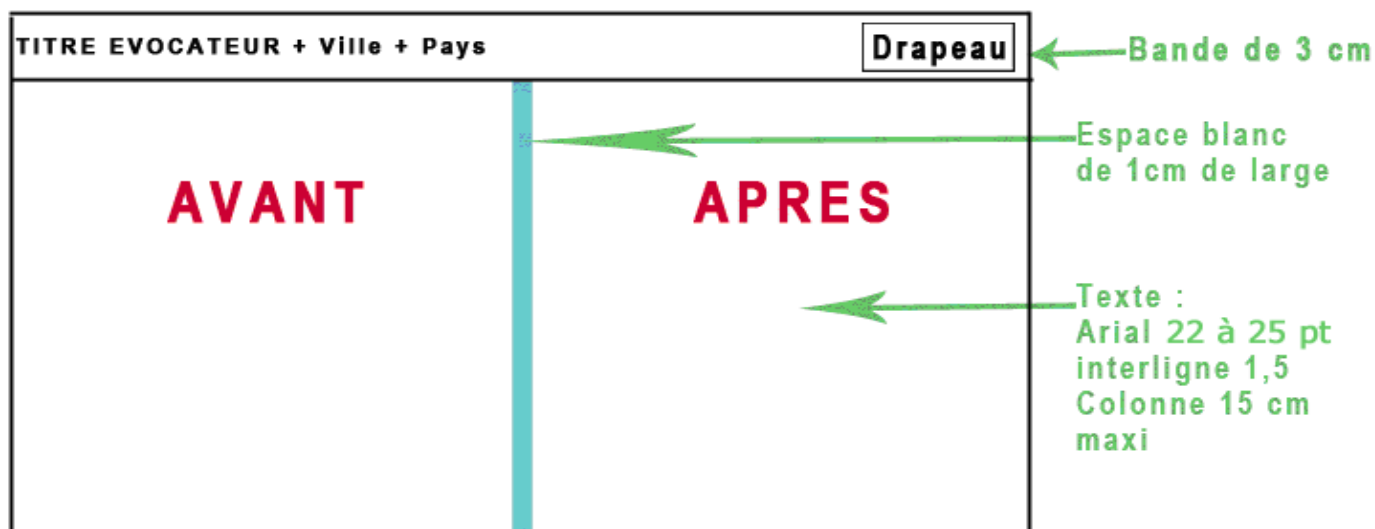 TITRE EVOCATEUR + Ville + Pays
Drapeau
Bande de 3 cm
Espace blanc
de 1cm de large
AVANT
APRES
Texte :
Arial 22 à 25 pt
interligne 1,5
Colonne 15 cm
maxi